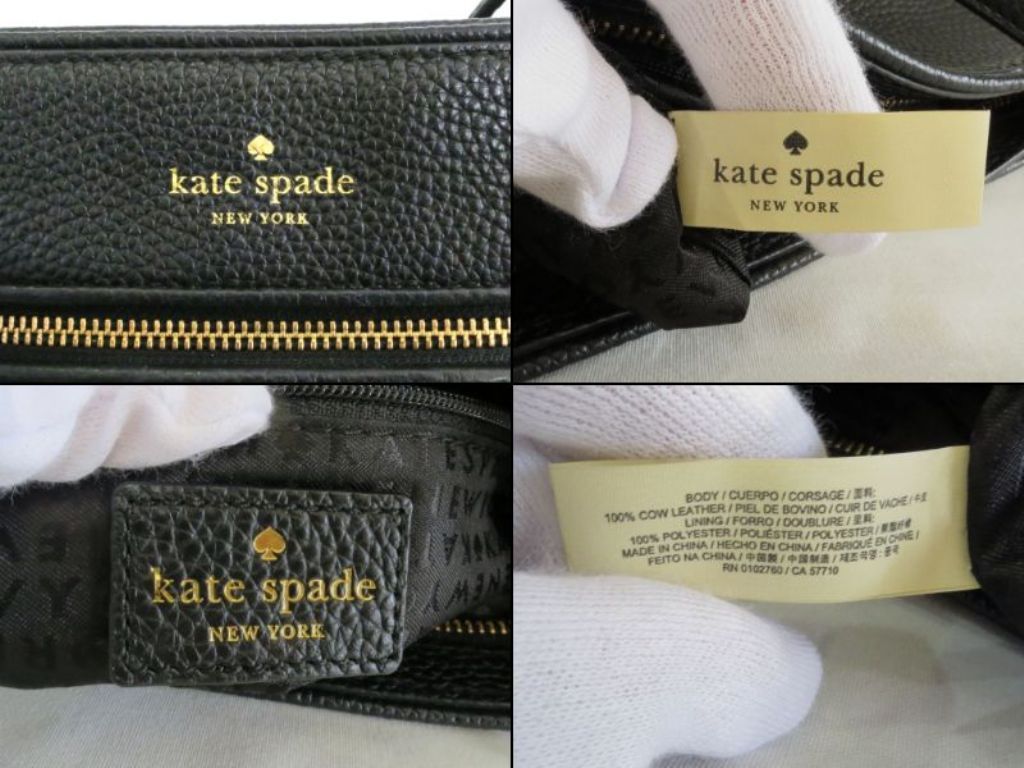 kate spade
NEW YORK
kate spade
NEW YORK
kate spade
NEW YORK
BODY / CUERPO / CORSAGE / 面料:
100% COW LEATHER / PIEL DE BOVINO / CUIR DE VACHE / 牛皮
LINING / FORRO / DOUBLURE / 里料:
100% POLYESTER / POLIÉSTER / POLYESTER / 聚酯纤维
MADE IN CHINA / HECHO EN CHINA / FABRIQUÉ EN CHINE /
FEITO NA CHINA / 中国製 / 中国制造 / 제조국명 : 중국
RN 0102760 / CA 57710